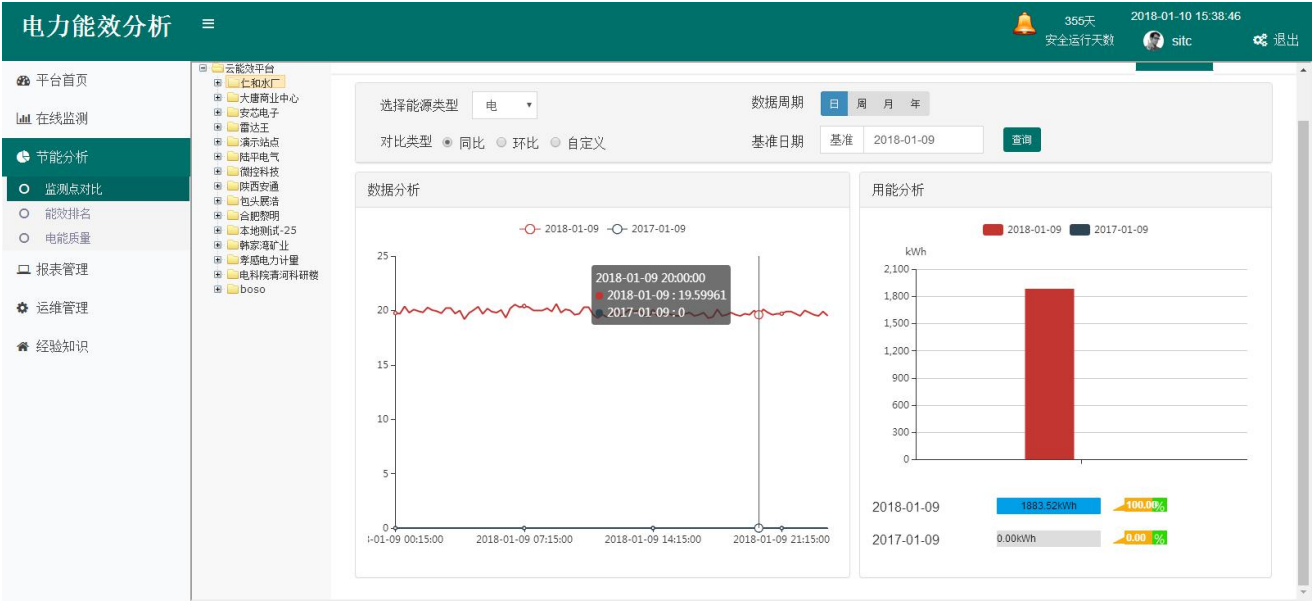 电力能效分析
355天
安全运行天数
2018-01-10 15:38:46
sitc
退出
平台首页
在线监测
节能分析
监测点对比
能效排名
电能质量
报表管理
运维管理
经验知识
云能效平台
仁和水厂
大唐商业中心
安芯电子
雷达王
演示站点
陆平电气
微控科技
陕西安通
包头展浩
合肥黎明
本地测试-25
韩家湾矿业
孝感电力计量
电科院青河科研楼
boso
选择能源类型 电
数据周期 日 周 月 年
对比类型 同比 环比 自定义
基准日期 基准 2018-01-09 查询
数据分析
2018-01-09 2017-01-09
25
20
15
10
5
0
2018-01-09 20:00:00
2018-01-09 : 19.59961
2017-01-09 : 0
-01-09 00:15:00 2018-01-09 07:15:00 2018-01-09 14:15:00 2018-01-09 21:15:00
用能分析
2018-01-09 2017-01-09
kWh
2,100
1,800
1,500
1,200
900
600
300
0
2018-01-09 1883.52kWh 100.00%
2017-01-09 0.00kWh 0.00 %